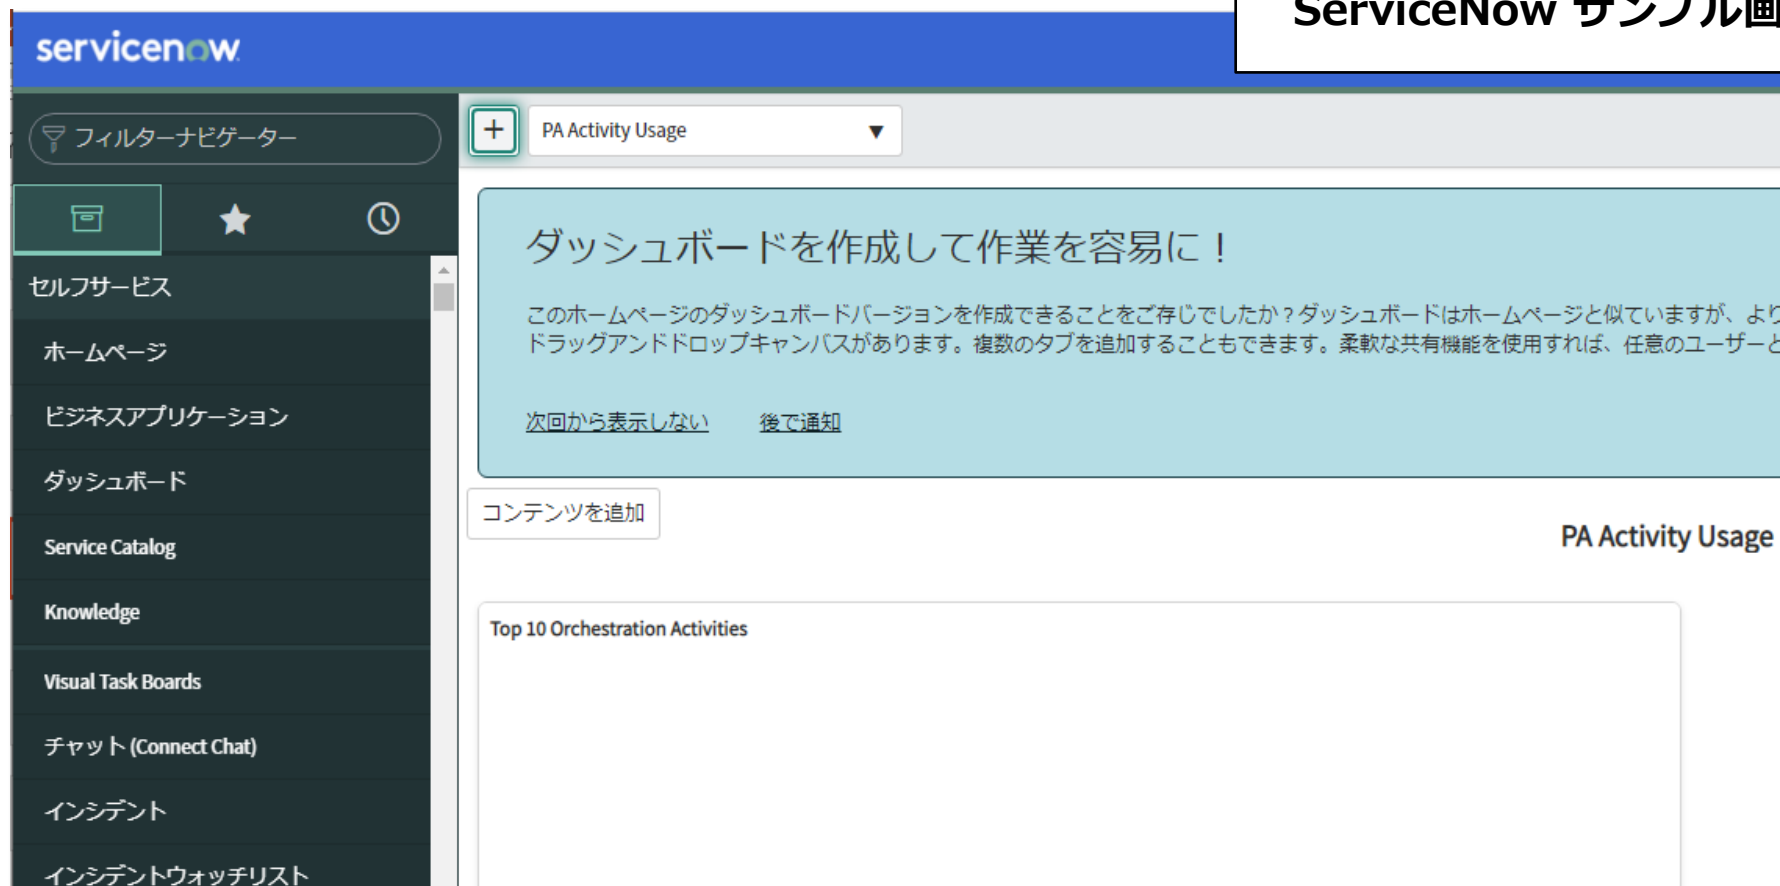 ServiceNow サンプル画
servicenow
フィルターナビゲーター
PA Activity Usage
セルフサービス
ホームページ
ビジネスアプリケーション
ダッシュボード
Service Catalog
Knowledge
Visual Task Boards
チャット (Connect Chat)
インシデント
インシデントウォッチリスト
ダッシュボードを作成して作業を容易に！
このホームページのダッシュボードバージョンを作成できることをご存じでしたか？ダッシュボードはホームページと似ていますが、より
ドラッグアンドドロップキャンバスがあります。複数のタブを追加することもできます。柔軟な共有機能を使用すれば、任意のユーザーと
次回から表示しない 後で通知
コンテンツを追加
PA Activity Usage
Top 10 Orchestration Activities